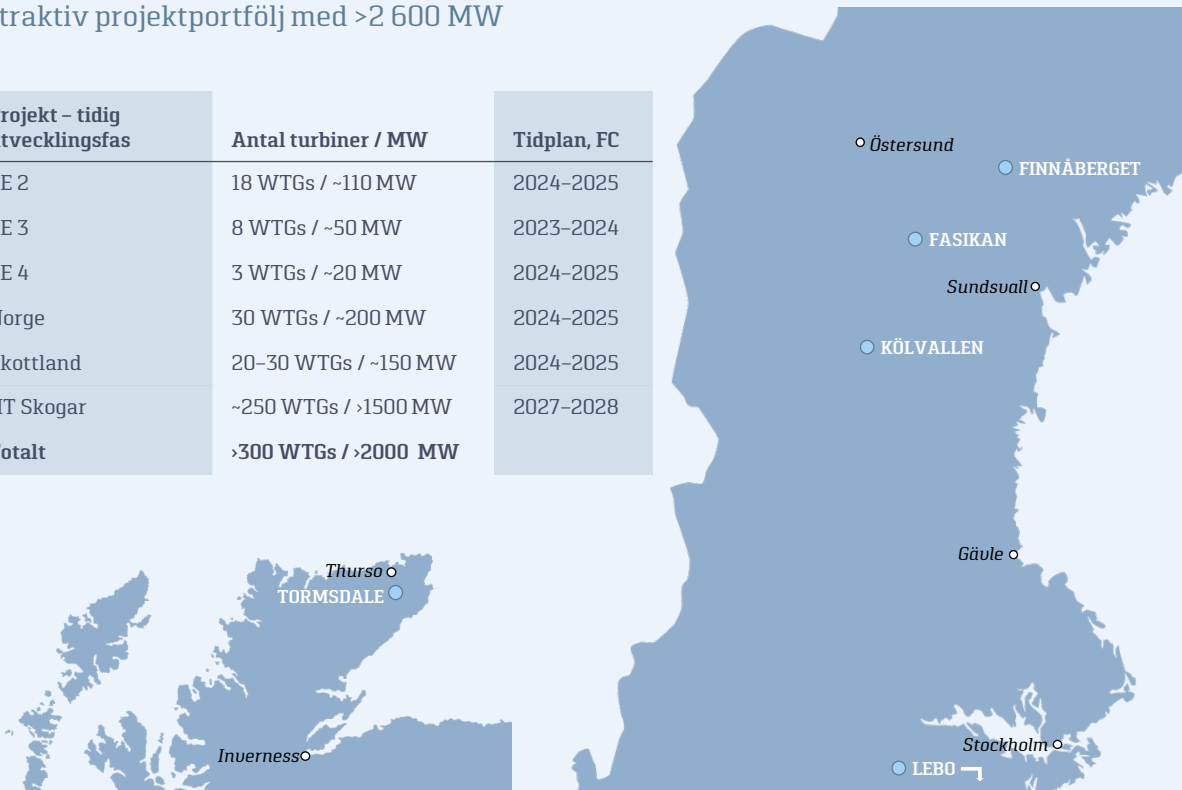 traktiv projektportfölj med >2 600 MW
rojekt – tidig
tvecklingsfas
Antal turbiner / MW
Tidplan, FC
E 2 18 WTGs / ~110 MW 2024–2025
E 3 8 WTGs / ~50 MW 2023–2024
E 4 3 WTGs / ~20 MW 2024–2025
orge 30 WTGs / ~200 MW 2024–2025
kottland 20–30 WTGs / ~150 MW 2024–2025
T Skogar ~250 WTGs / >1500 MW 2027–2028
otalt >300 WTGs / >2000 MW
Östersund
FINNÅBERGET
FASIKAN
Sundsvall
KÖLVALLEN
Gävle
Stockholm
LEBO
Thurso
TORMSDALE
Inverness